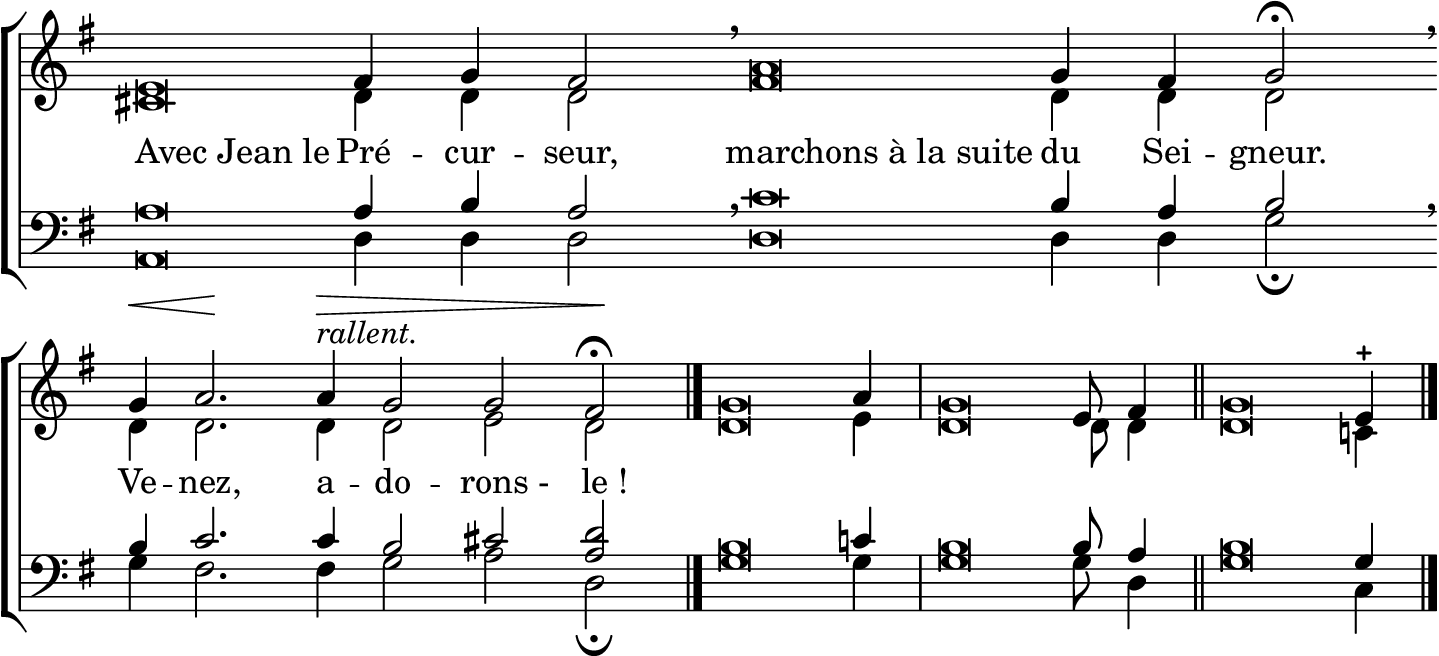 Avec Jean le Pré -- cur -- seur, marchons à la suite du Sei -- gneur.
rallent.
Ve -- nez, a -- do -- rons - le !